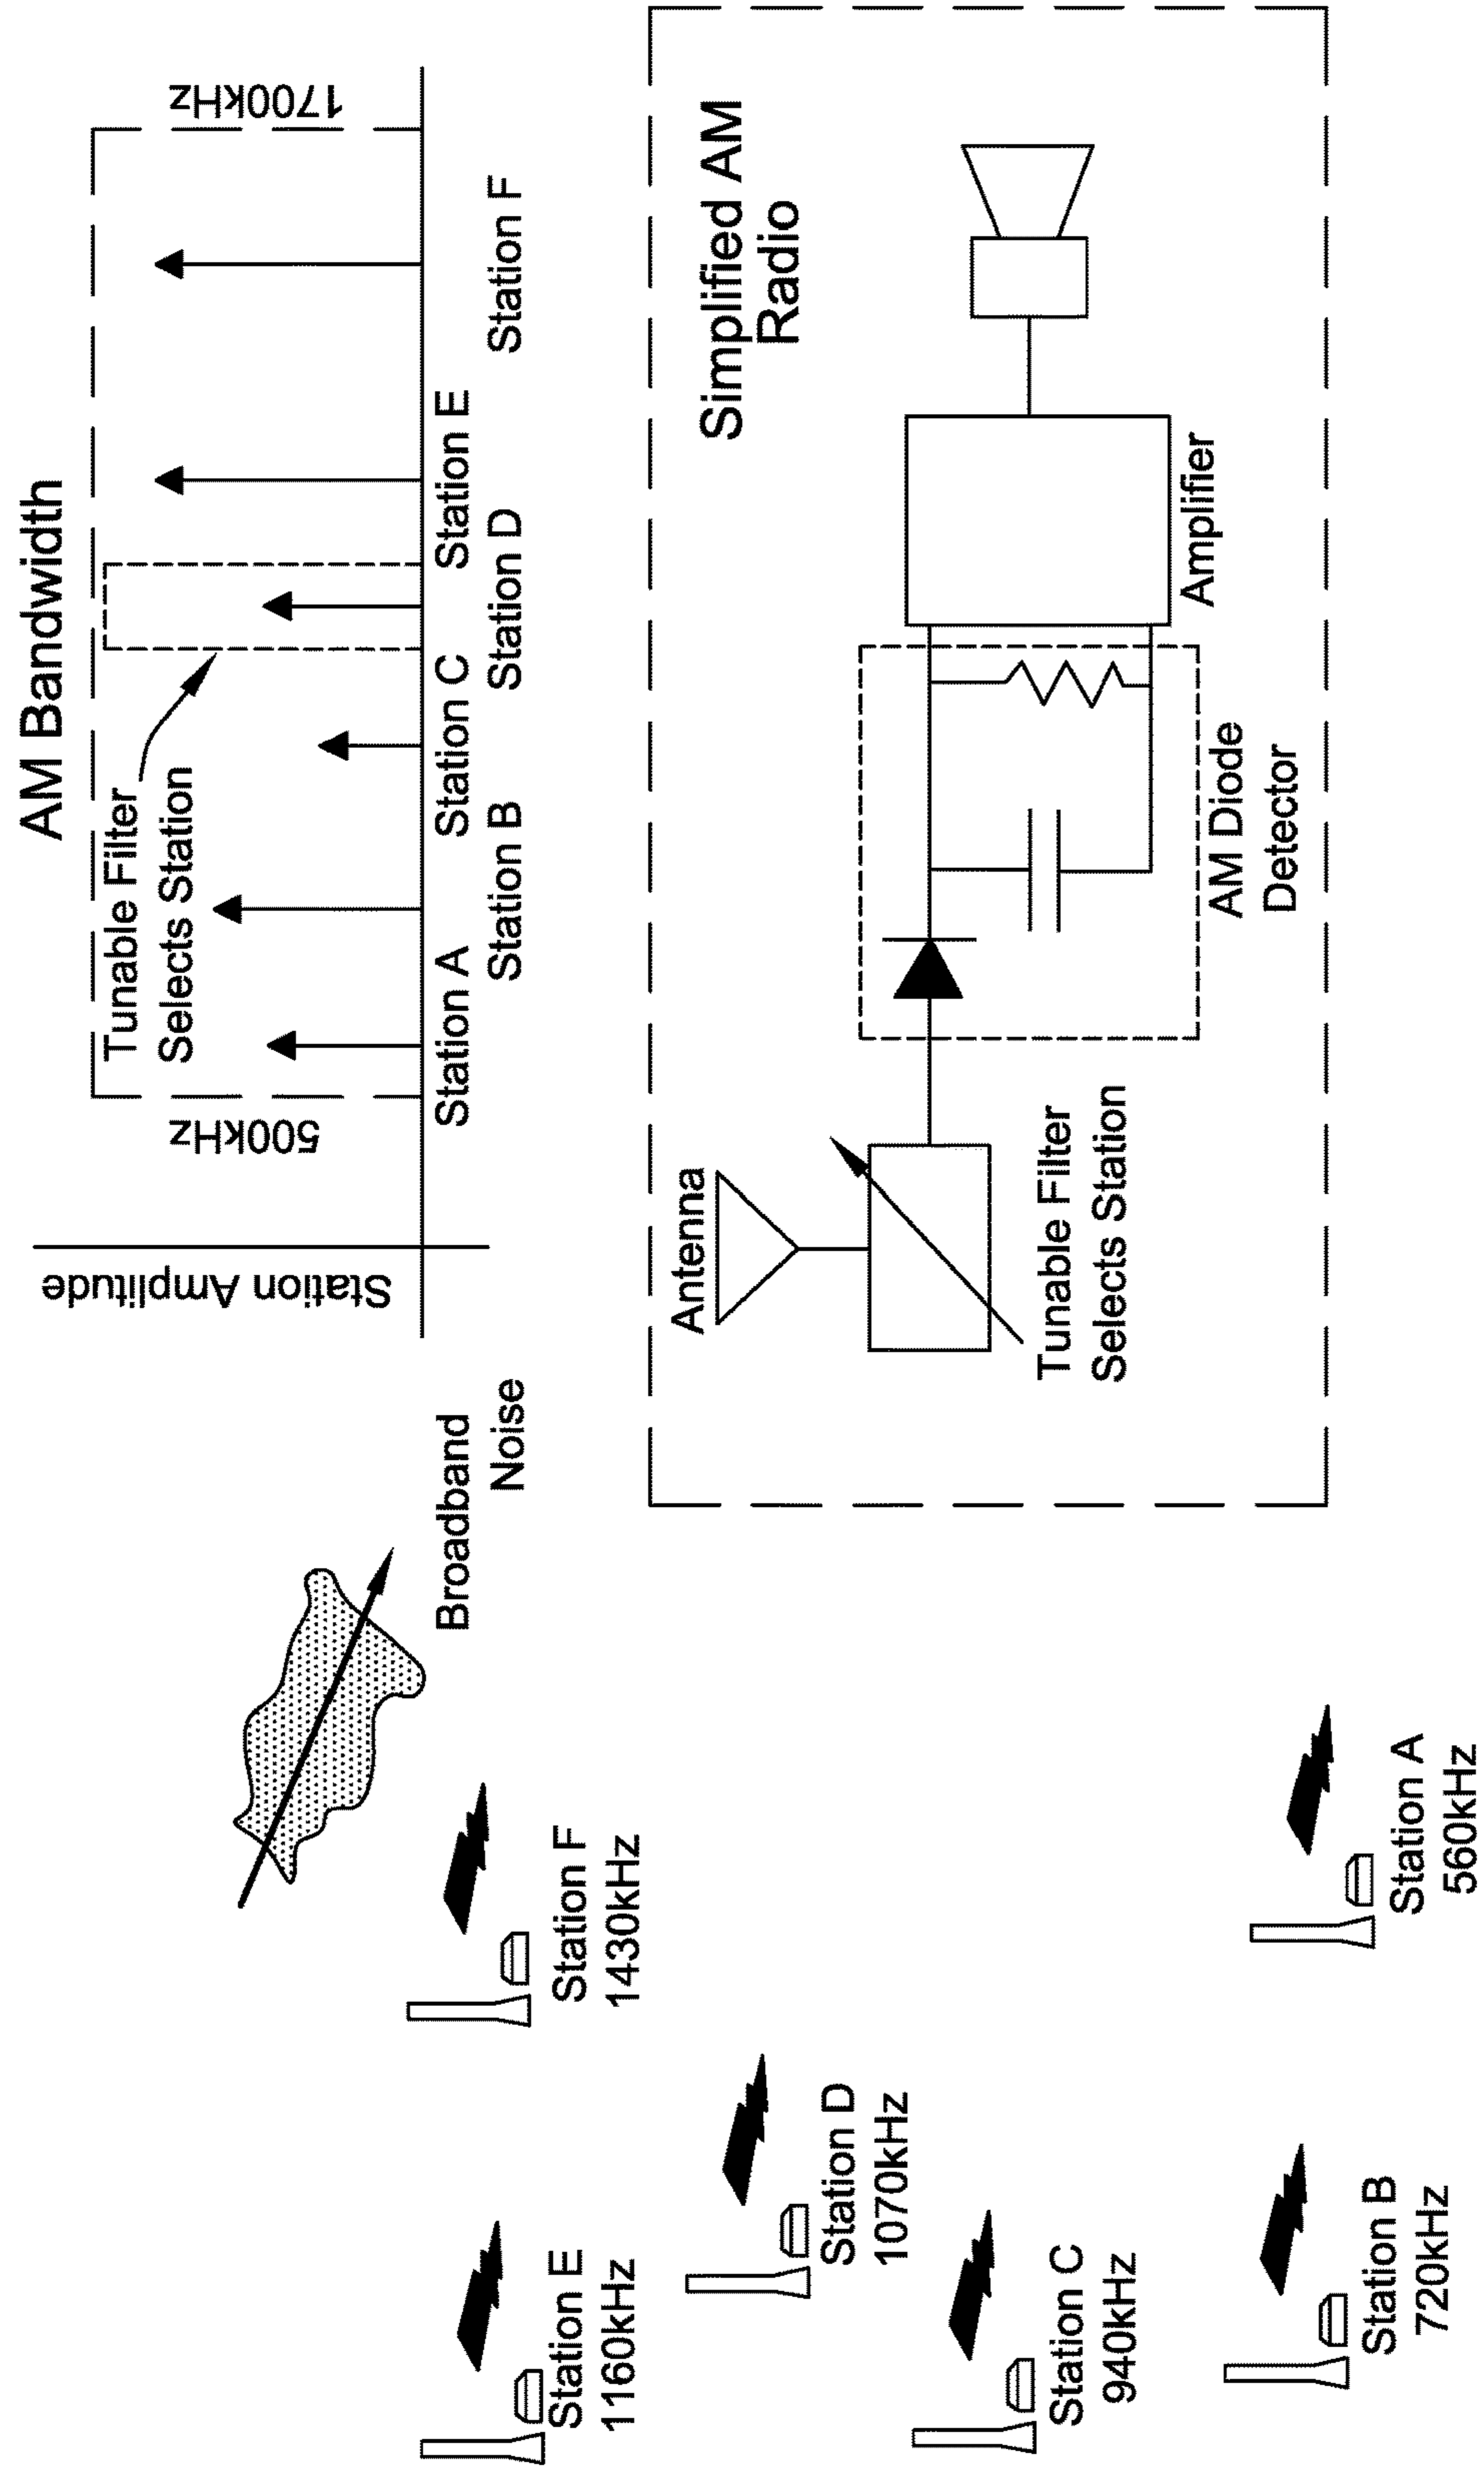 AM Bandwidth
Tunable Filter
Selects Station
500kHz
1700kHz
Station Amplitude
Station A
Station C
Station E
Station B
Station D
Station F
Broadband
Noise
Station E
1160kHz
Station F
1430kHz
Station D
1070kHz
Station C
940kHz
Station B
720kHz
Station A
560kHz
Simplified AM
Radio
Antenna
Tunable Filter
Selects Station
AM Diode
Detector
Amplifier